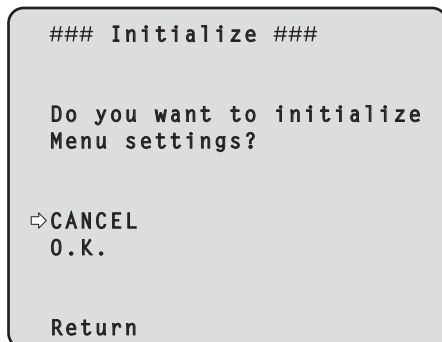 ### Initialize ###
Do you want to initialize
Menu settings?
⇨CANCEL
O.K.
Return